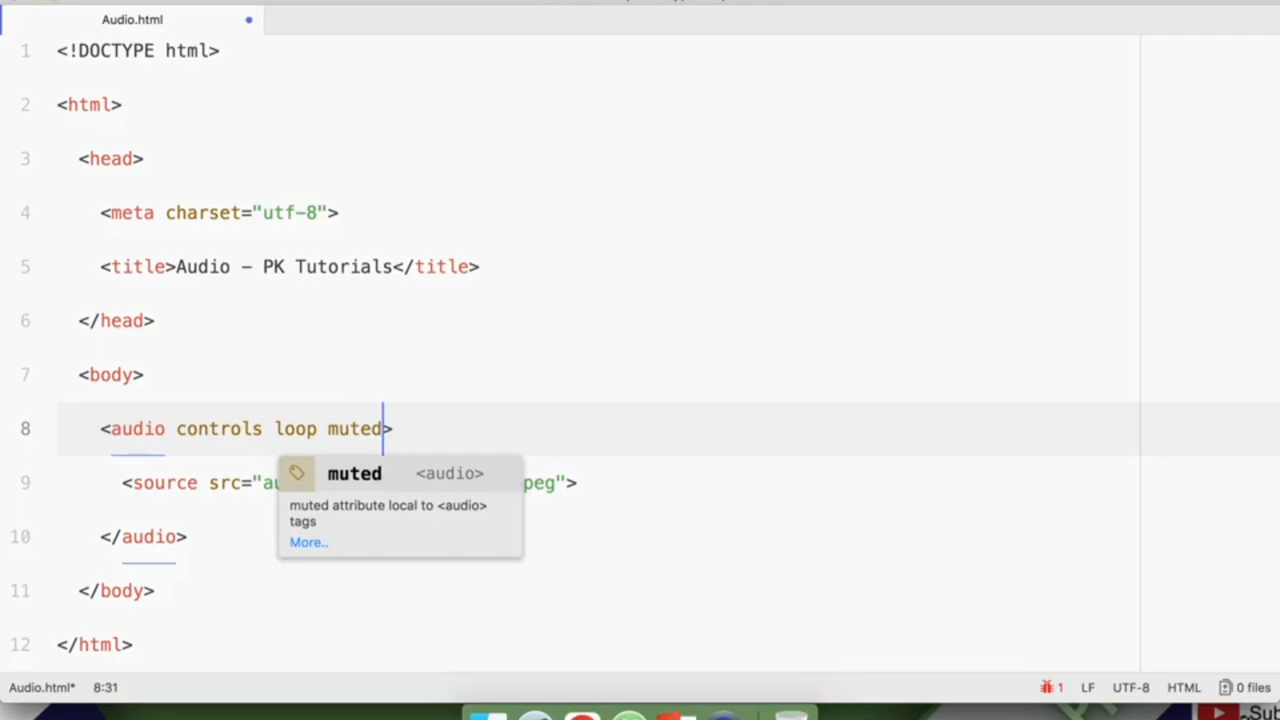 Audio.html
1 <!DOCTYPE html>
2 <html>
3 <head>
4 <meta charset="utf-8">
5 <title>Audio - PK Tutorials</title>
6 </head>
7 <body>
8 <audio controls loop muted>
muted <audio>
9 <source src="au peg">
muted attribute local to <audio>
tags
10 </audio>
More..
11 </body>
12 </html>
Audio.html* 8:31 1 LF UTF-8 HTML 0 files